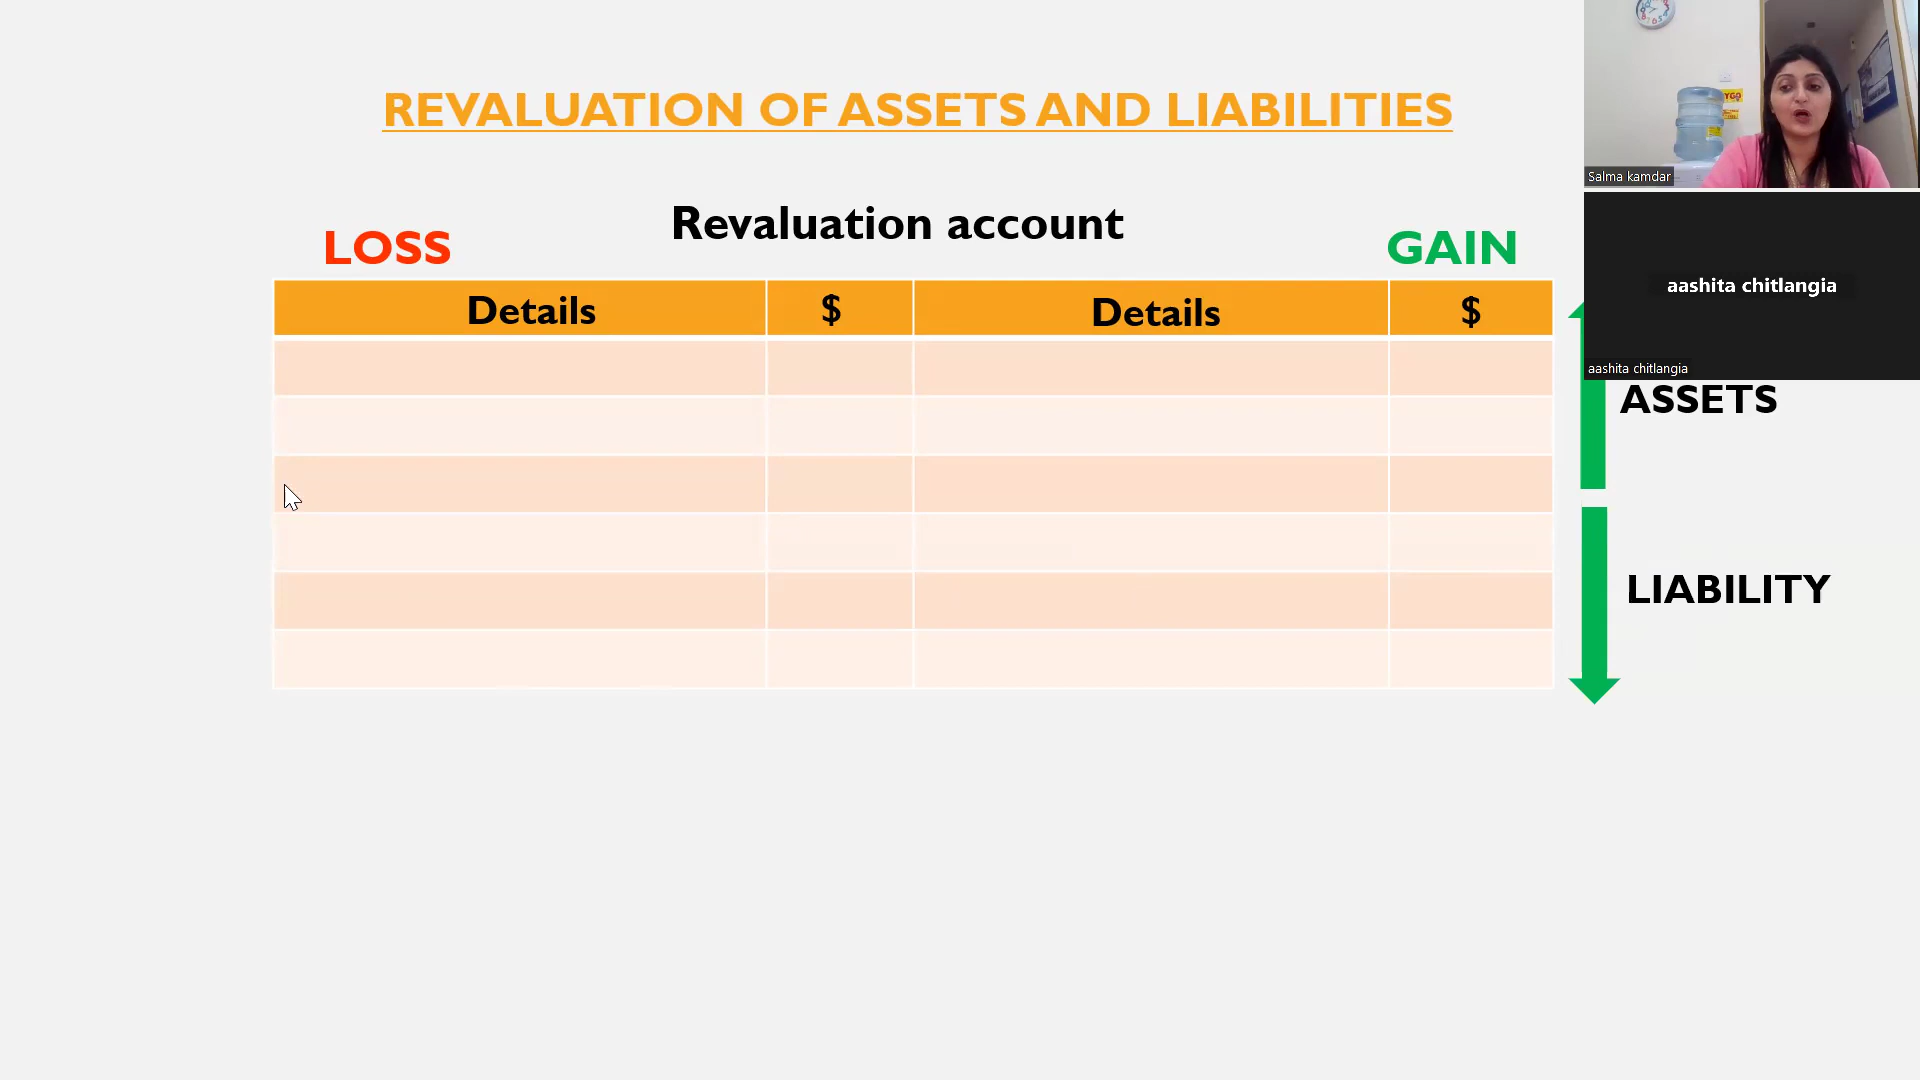 REVALUATION OF ASSETS AND LIABILITIES
Revaluation account
LOSS
GAIN
Details $ Details $
ASSETS
LIABILITY
Salma kamdar
aashita chitlangia
aashita chitlangia